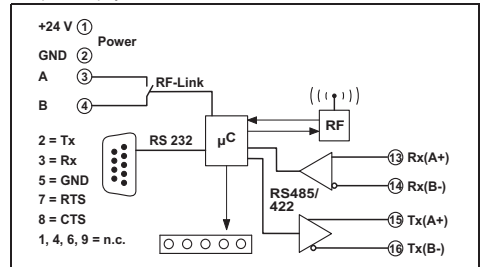 +24 V 1
Power
GND 2
A 3
RF-Link
B 4
RF
µC
2 = Tx
RS 232
3 = Rx
5 = GND
7 = RTS
8 = CTS
1, 4, 6, 9 = n.c.
RS485/
422
13 Rx(A+)
14 Rx(B-)
15 Tx(A+)
16 Tx(B-)